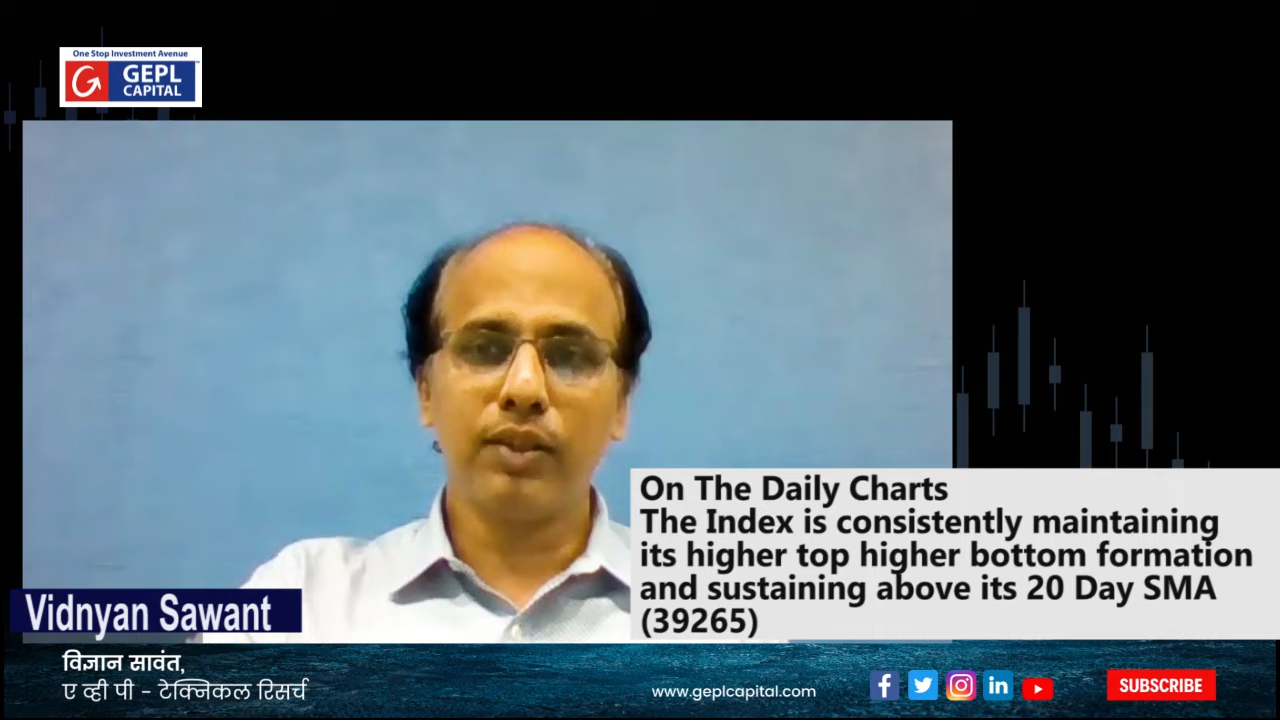 One Stop Investment Avenue
GEPL
CAPITAL
On The Daily Charts
The Index is consistently maintaining
its higher top higher bottom formation
and sustaining above its 20 Day SMA
(39265)
Vidnyan Sawant
विज्ञान सावंत,
ए व्ही पी - टेक्निकल रिसर्च
www.geplcapital.com
SUBSCRIBE